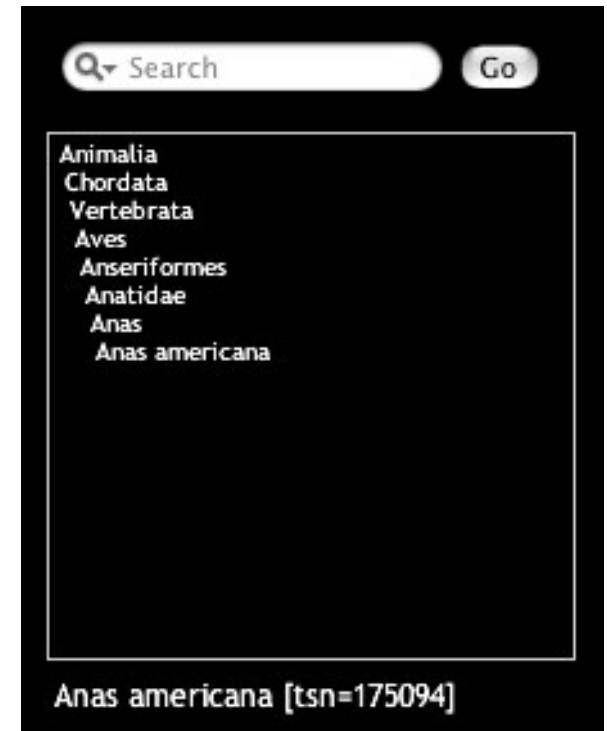 Search Go
Animalia
Chordata
Vertebrata
Aves
Anseriformes
Anatidae
Anas
Anas americana
Anas americana [tsn=175094]